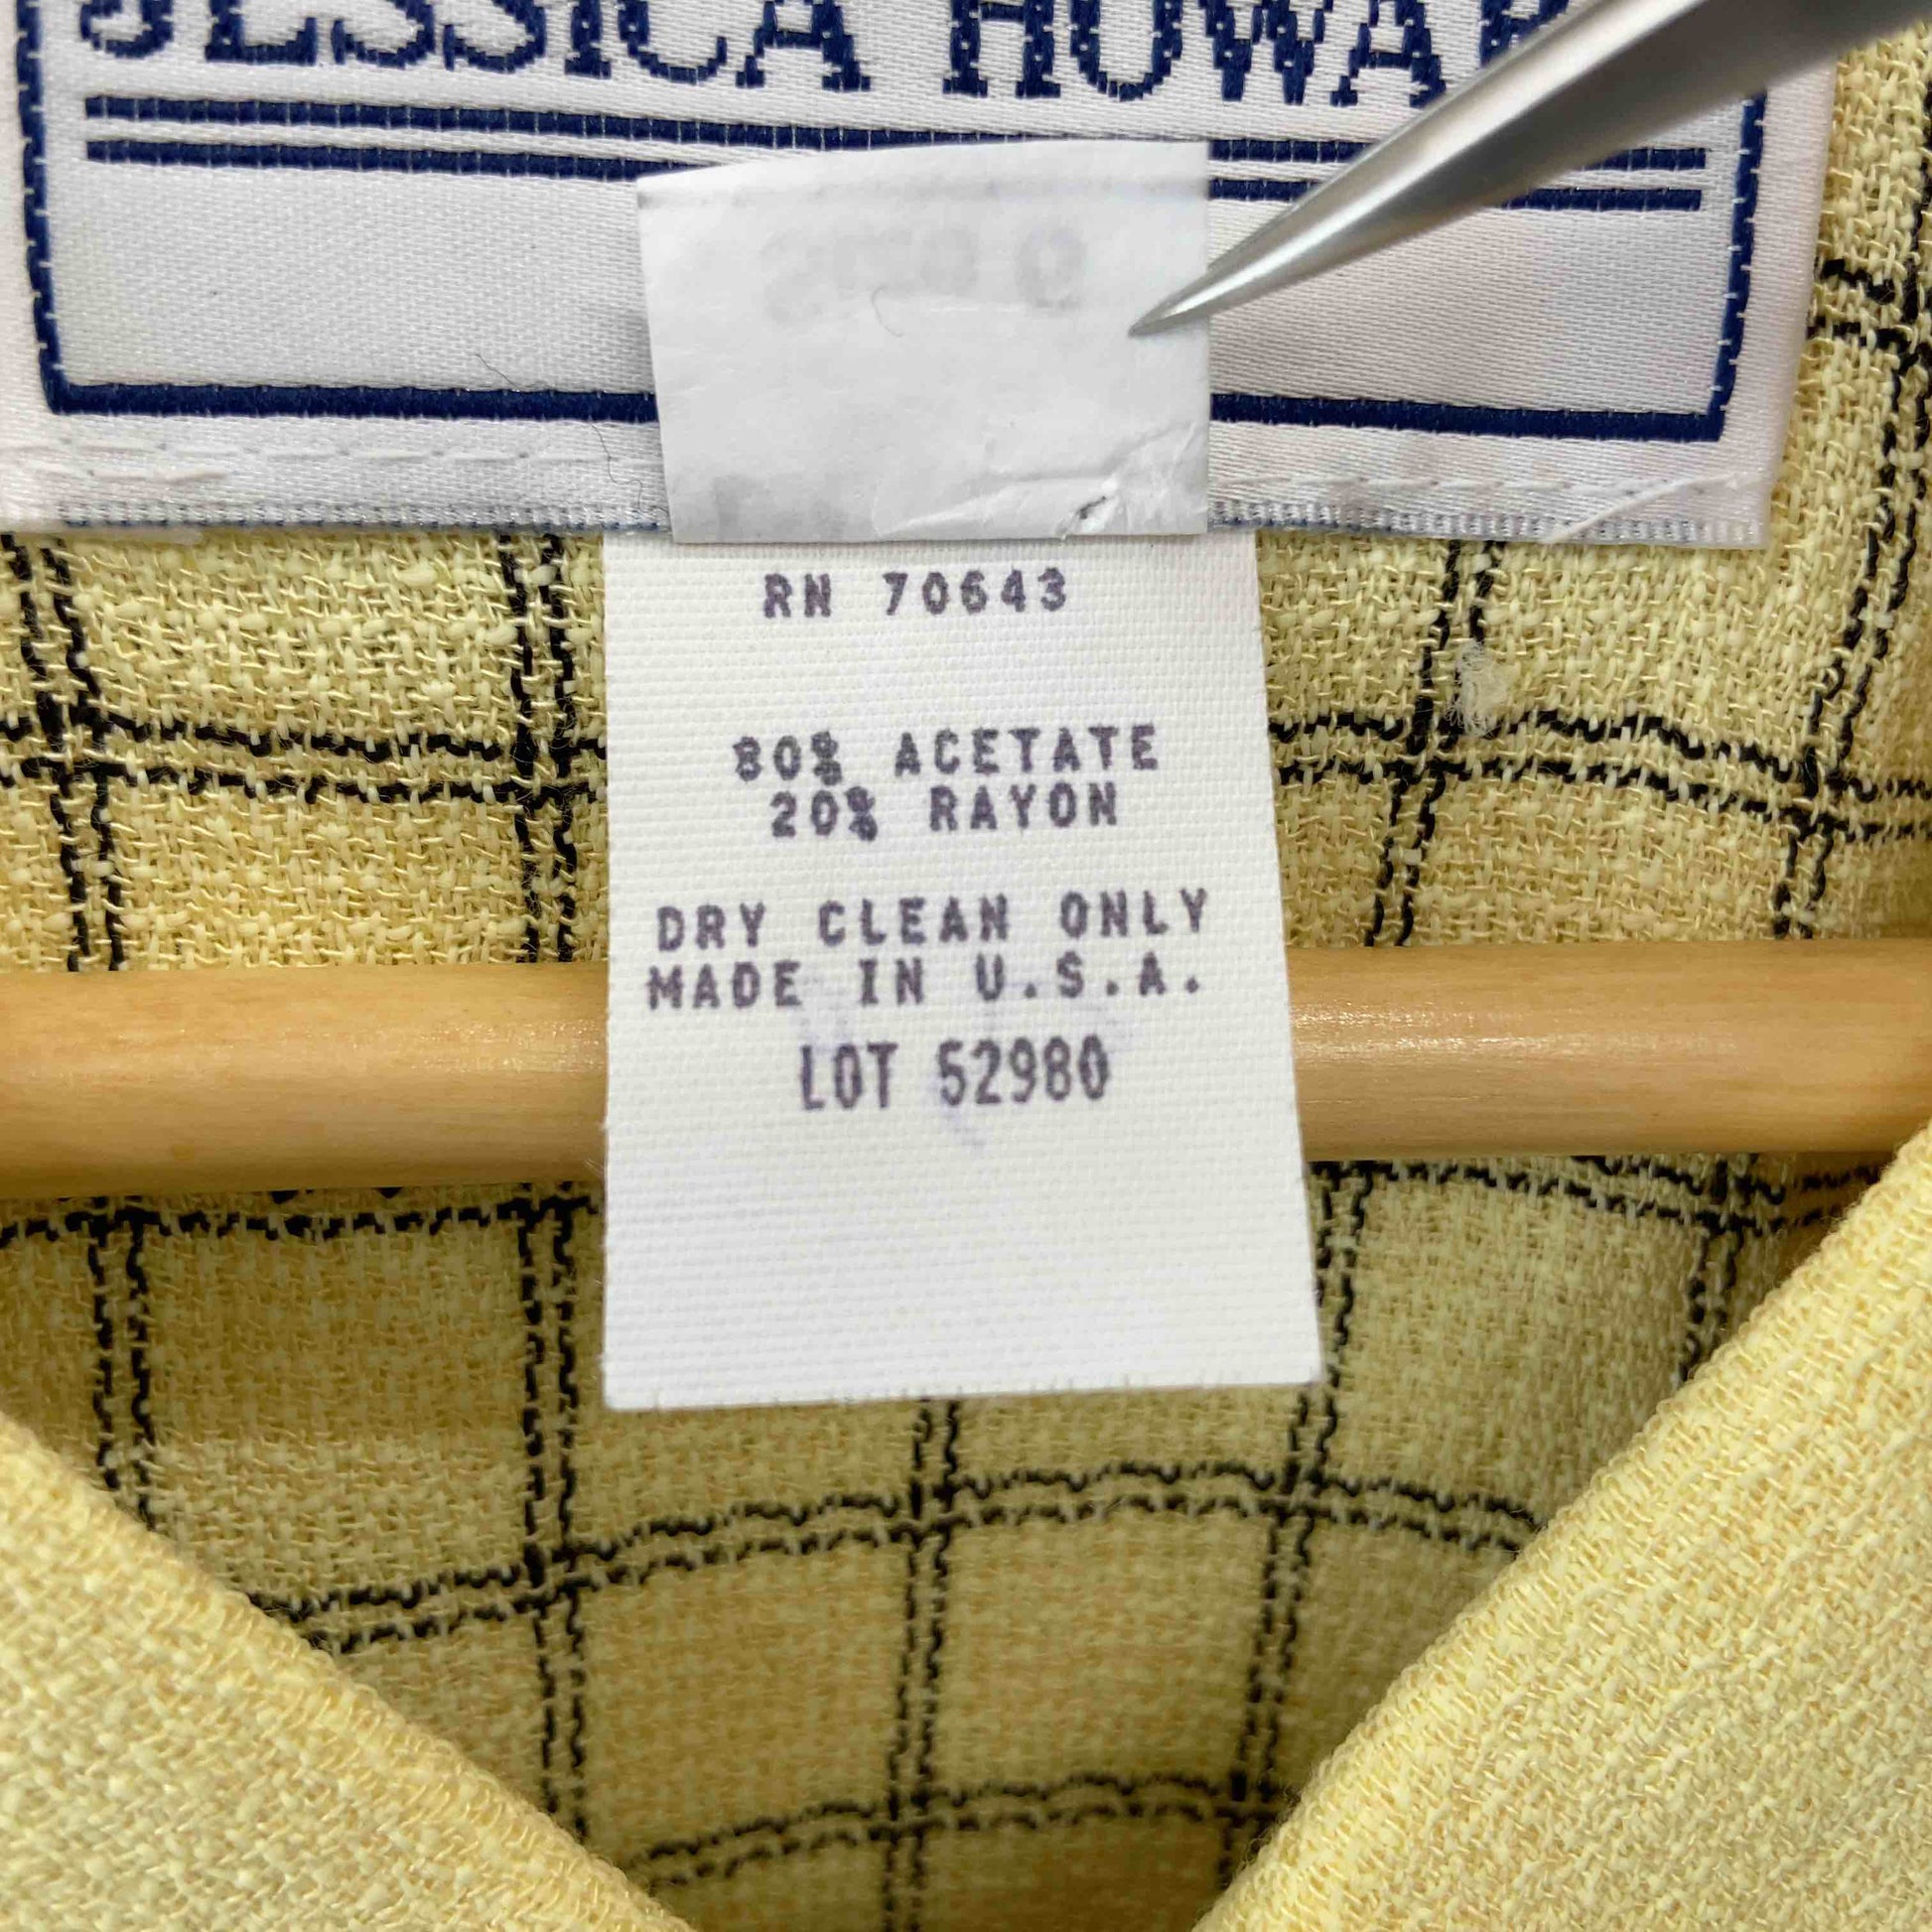 JESSICA HOWAR
RN 70643
80% ACETATE
20% RAYON
DRY CLEAN ONLY
MADE IN U.S.A.
LOT 52980